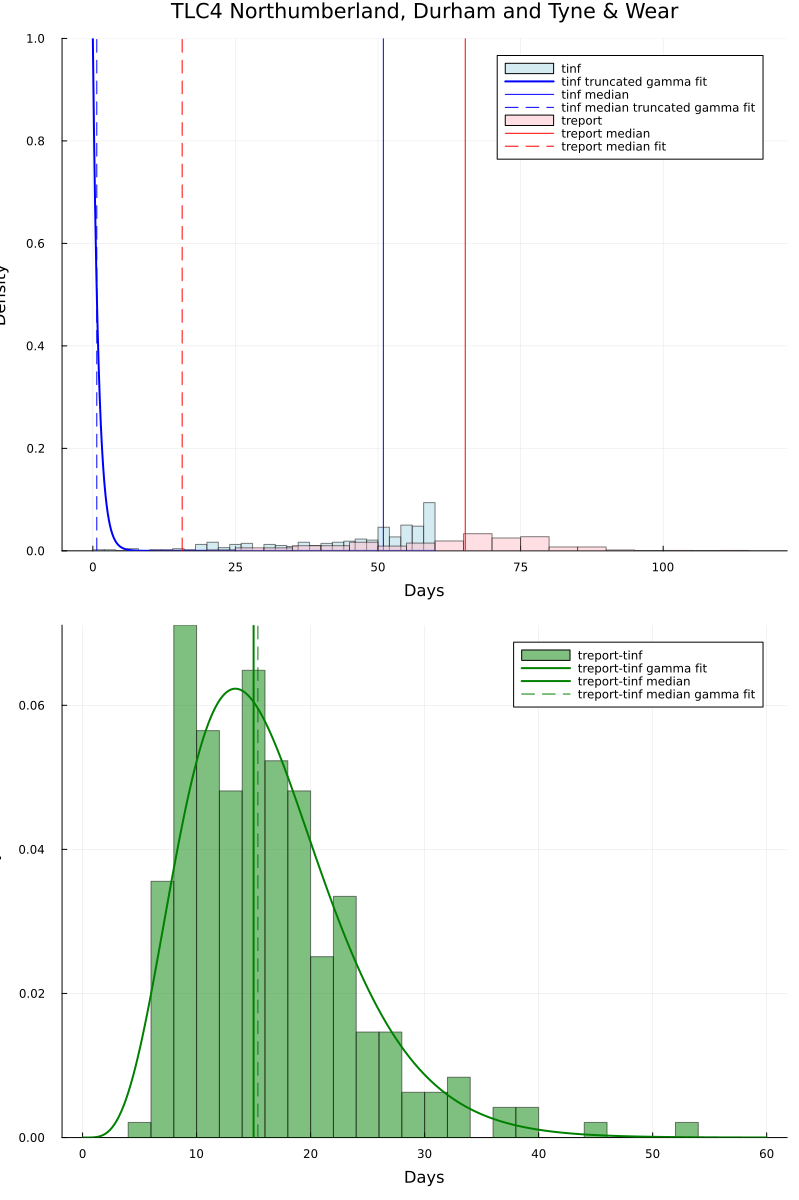 TLC4 Northumberland, Durham and Tyne & Wear
1.0
0.8
0.6
0.4
0.2
0.0
Density
tinf
tinf truncated gamma fit
tinf median
tinf median truncated gamma fit
treport
treport median
treport median fit
0 25 50 75 100
Days
0.06
0.04
0.02
0.00
treport-tinf
treport-tinf gamma fit
treport-tinf median
treport-tinf median gamma fit
0 10 20 30 40 50 60
Days